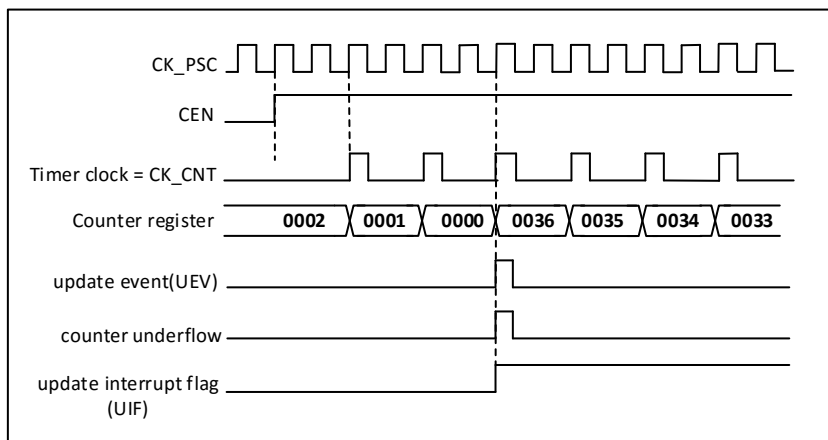 CK_PSC
CEN
Timer clock = CK_CNT
Counter register 0002 0001 0000 0036 0035 0034 0033
update event(UEV)
counter underflow
update interrupt flag
(UIF)